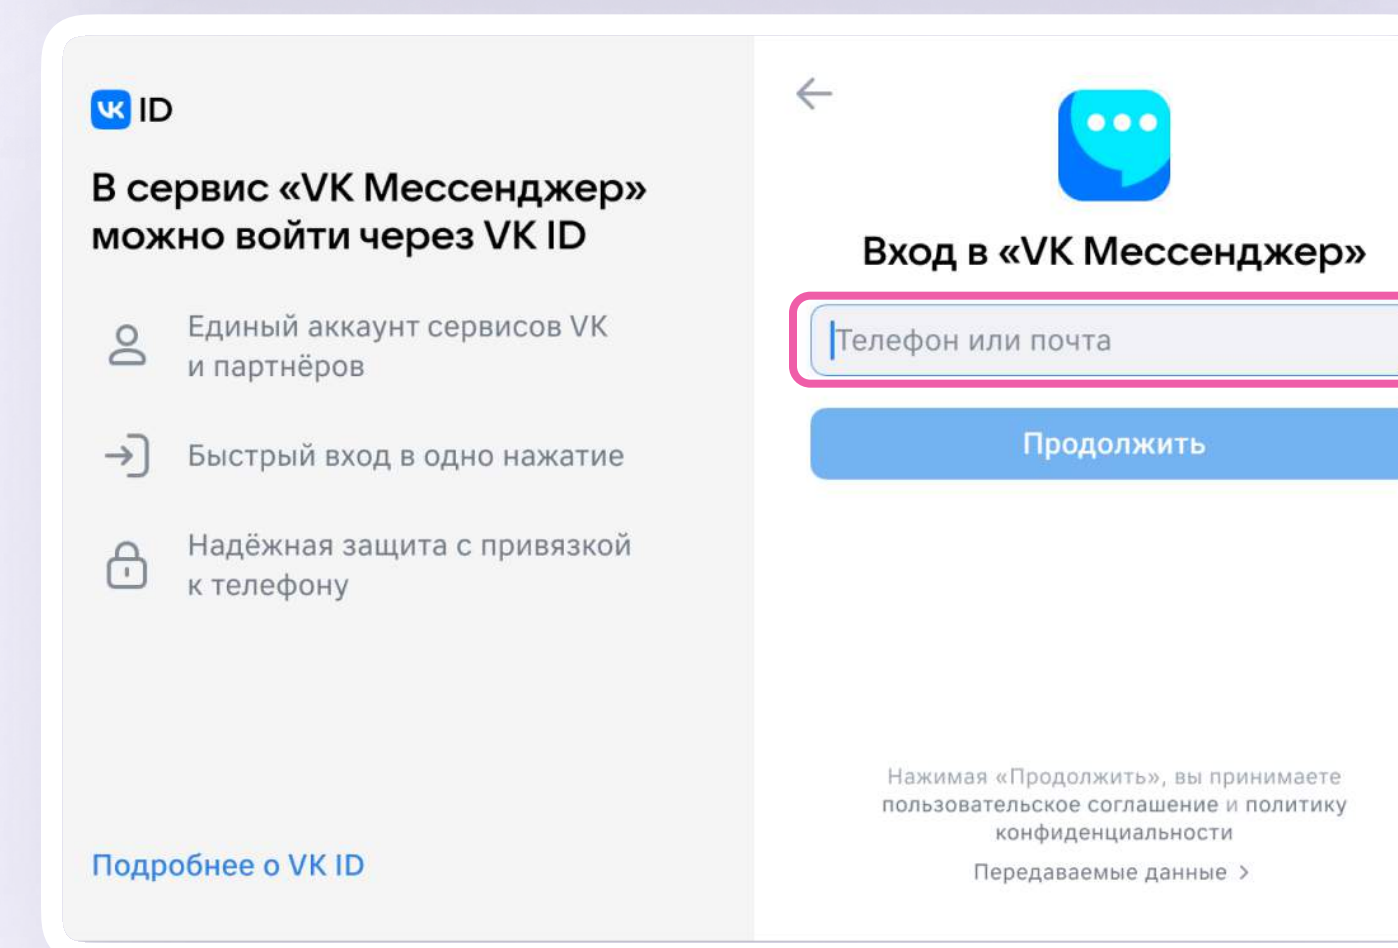 VK ID
В сервис «VK Мессенджер»
можно войти через VK ID
Единый аккаунт сервисов VK
и партнёров
Быстрый вход в одно нажатие
Надёжная защита с привязкой
к телефону
Подробнее о VK ID
Вход в «VK Мессенджер»
Телефон или почта
Продолжить
Нажимая «Продолжить», вы принимаете
пользовательское соглашение и политику
конфиденциальности
Передаваемые данные >